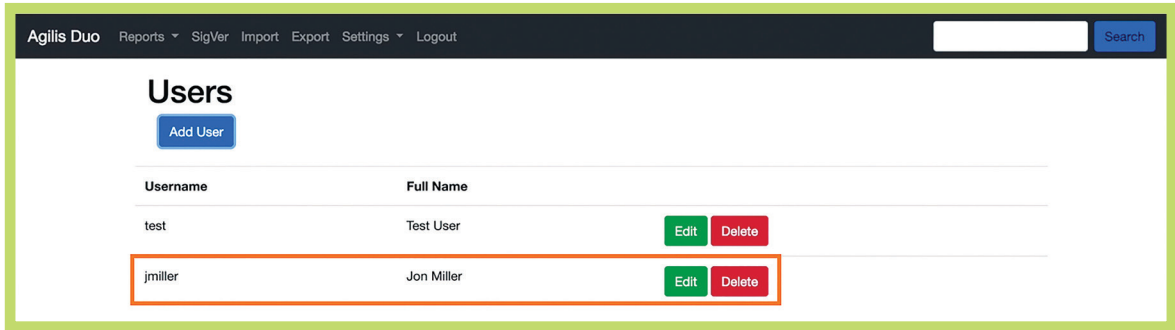 Agilis Duo Reports SigVer Import Export Settings Logout Search
Users
Add User
Username Full Name
test Test User Edit Delete
jmiller Jon Miller Edit Delete